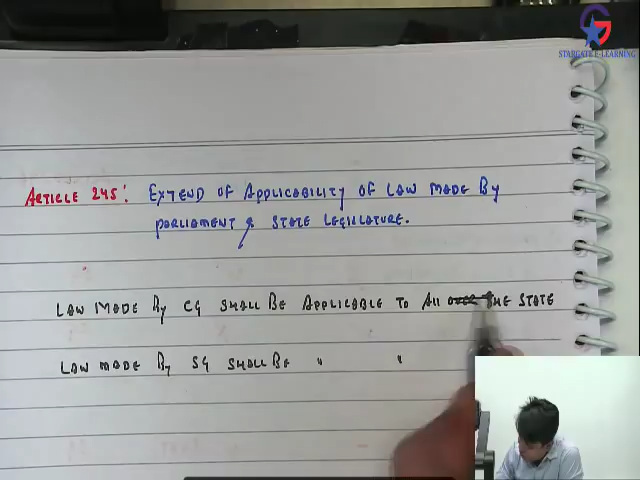 STARGATE E-LEARNING
ARTICLE 245: EXTEND OF APPLICABILITY OF LAW MADE By
PARLIAMENT & STATE LEGISLATURE.
LAW MADE By CG SHALL BE APPLICABLE TO All over THE STATE
LAW MADE By SG SHALL BE " "